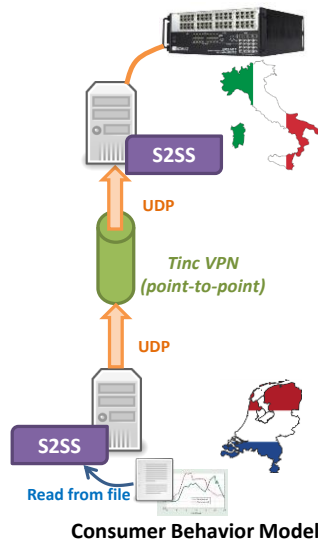 S2SS
UDP
Tinc VPN
(point-to-point)
UDP
S2SS
Read from file
Consumer Behavior Model